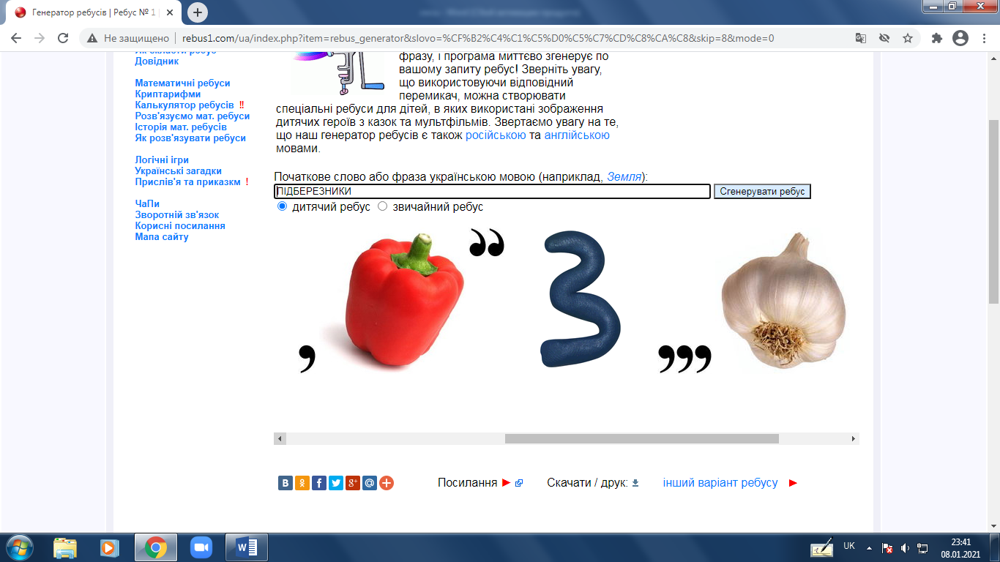 Генератор ребусів | Ребус № 1
Не защищено
rebus1.com/ua/index.php?item=rebus_generator&slovo=%CF%B2%C4%C1%C5%D0%C5%C7%CD%C8%CA%C8&skip=8&mode=0
Як скласти ребус
Довідник
Математичні ребуси
Криптарифми
Калькулятор ребусів !!
Розв'язуємо мат. ребуси
Історія мат. ребусів
Як розв'язувати ребуси
Логічні ігри
Українські загадки
Прислів'я та приказкм !
ЧаПи
Зворотній зв'язок
Корисні посилання
Мапа сайту
фразу, і програма миттєво згенерує по
вашому запиту ребус! Зверніть увагу,
що використовуючи відповідний
перемикач, можна створювати
спеціальні ребуси для дітей, в яких використані зображення
дитячих героїв з казок та мультфільмів. Звертаємо увагу на те,
що наш генератор ребусів є також російською та англійською
мовами.
Початкове слово або фраза українською мовою (наприклад, Земля):
ПІДБЕРЕЗНИКИ
Сгенерувати ребус
дитячий ребус звичайний ребус
, “ З ,,,
Посилання
Скачати / друк:
інший варіант ребусу
UK
23:41
08.01.2021